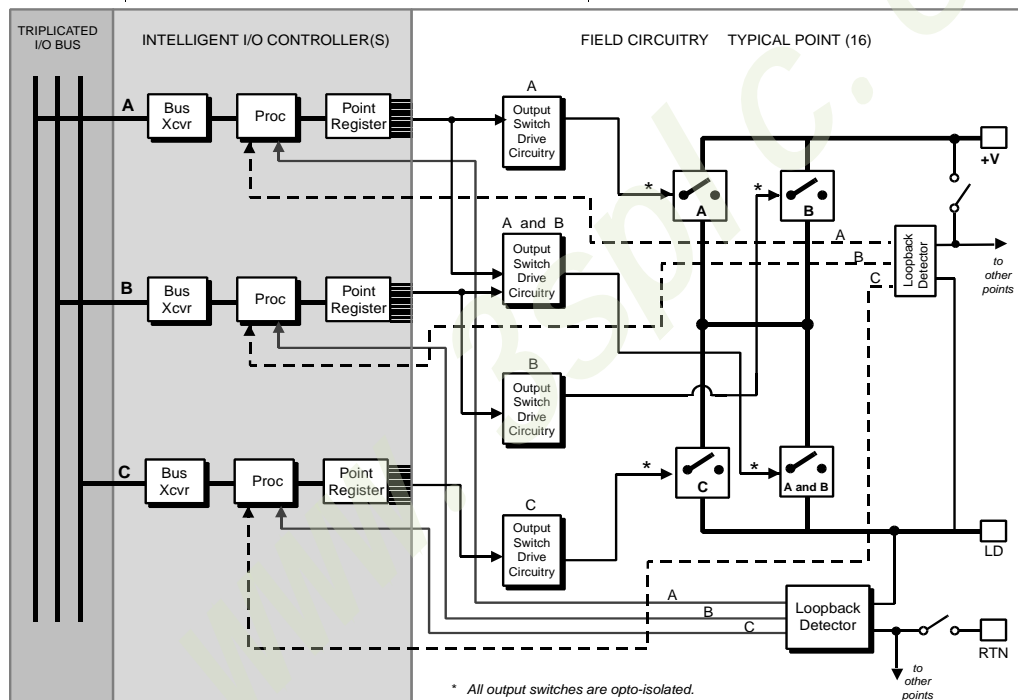 TRIPLICATED
I/O BUS
INTELLIGENT I/O CONTROLLER(S)
FIELD CIRCUITRY TYPICAL POINT (16)
A
Bus
Xcvr
Proc
Point
Register
A
Output
Switch
Drive
Circuitry
*
A
*
B
+V
A and B
Output
Switch
Drive
Circuitry
A
B
C
Loopback
Detector
to
other
points
B
Bus
Xcvr
Proc
Point
Register
B
Output
Switch
Drive
Circuitry
C
Bus
Xcvr
Proc
Point
Register
C
Output
Switch
Drive
Circuitry
*
C
*
A and B
LD
A
B
C
Loopback
Detector
RTN
to
other
points
* All output switches are opto-isolated.